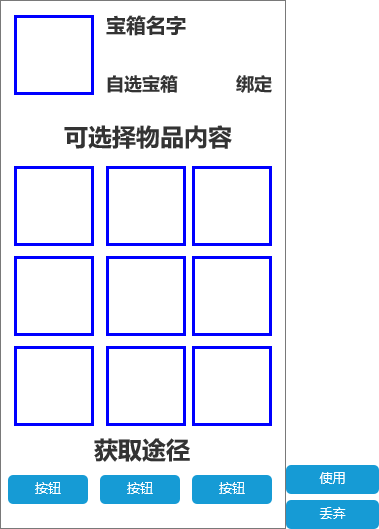 宝箱名字
自选宝箱 绑定
可选择物品内容
获取途径
按钮 按钮 按钮
使用
丢弃